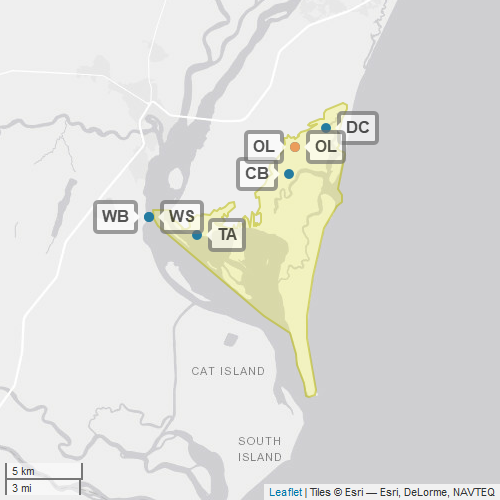 DC
OL
OL
CB
WB
WS
TA
CAT ISLAND
SOUTH
ISLAND
5 km
3 mi
Leaflet | Tiles © Esri — Esri, DeLorme, NAVTEQ